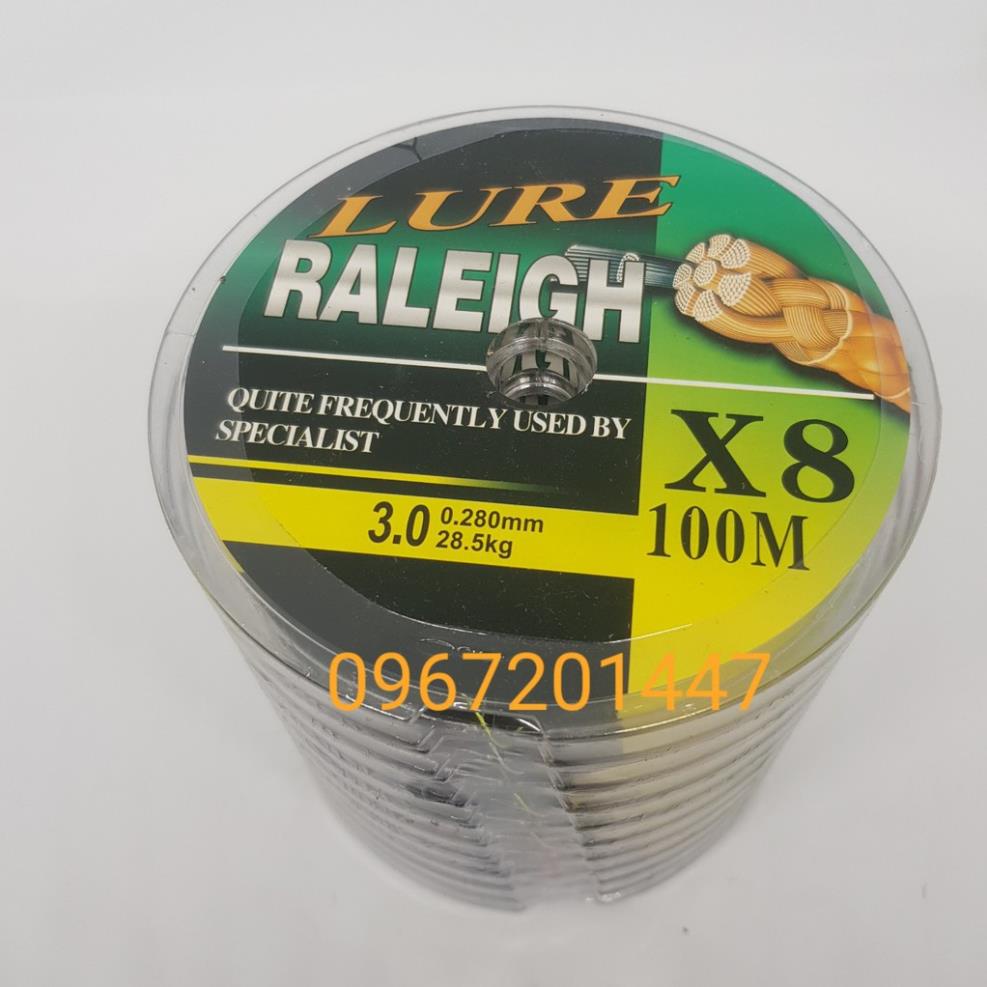 LURE
RALEIGH
QUITE FREQUENTLY USED BY
SPECIALIST
X8
100M
3.0 0.280mm
28.5kg
0967201447